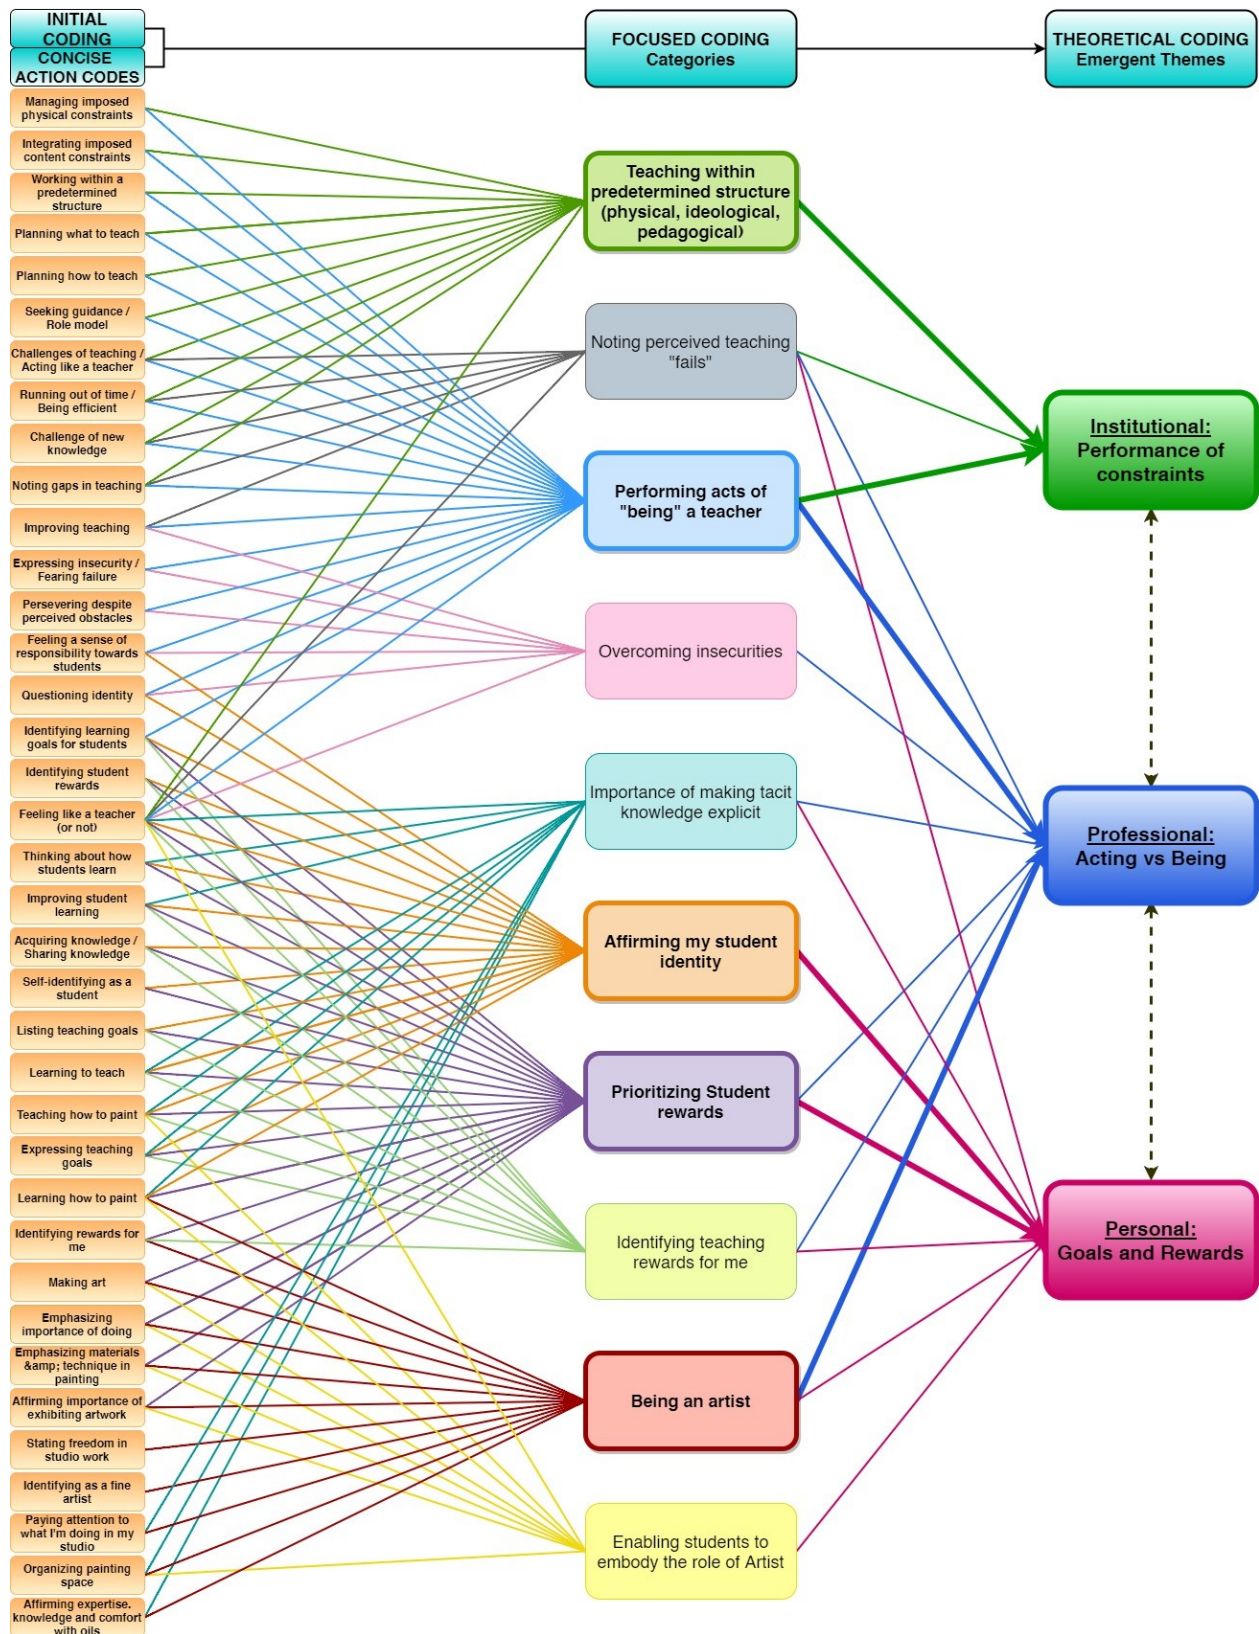 INITIAL
CODING
CONCISE
ACTION CODES
FOCUSED CODING
Categories
THEORETICAL CODING
Emergent Themes
Managing imposed
physical constraints
Integrating imposed
content constraints
Working within a
predetermined
structure
Planning what to teach
Planning how to teach
Seeking guidance /
Role model
Challenges of teaching /
Acting like a teacher
Running out of time /
Being efficient
Challenge of new
knowledge
Noting gaps in teaching
Improving teaching
Expressing insecurity /
Fearing failure
Persevering despite
perceived obstacles
Feeling a sense of
responsibility towards
students
Questioning identity
Identifying learning
goals for students
Identifying student
rewards
Feeling like a teacher
(or not)
Thinking about how
students learn
Improving student
learning
Acquiring knowledge /
Sharing knowledge
Self-identifying as a
student
Listing teaching goals
Learning to teach
Teaching how to paint
Expressing teaching
goals
Learning how to paint
Identifying rewards for
me
Making art
Emphasizing
importance of doing
Emphasizing materials
&amp; technique in
painting
Affirming importance of
exhibiting artwork
Stating freedom in
studio work
Identifying as a fine
artist
Paying attention to
what I'm doing in my
studio
Organizing painting
space
Affirming expertise.
knowledge and comfort
with oils
Teaching within
predetermined structure
(physical, ideological,
pedagogical)
Noting perceived teaching
"fails"
Performing acts of
"being" a teacher
Overcoming insecurities
Importance of making tacit
knowledge explicit
Affirming my student
identity
Prioritizing Student
rewards
Identifying teaching
rewards for me
Being an artist
Enabling students to
embody the role of Artist
Institutional:
Performance of
constraints
Professional:
Acting vs Being
Personal:
Goals and Rewards